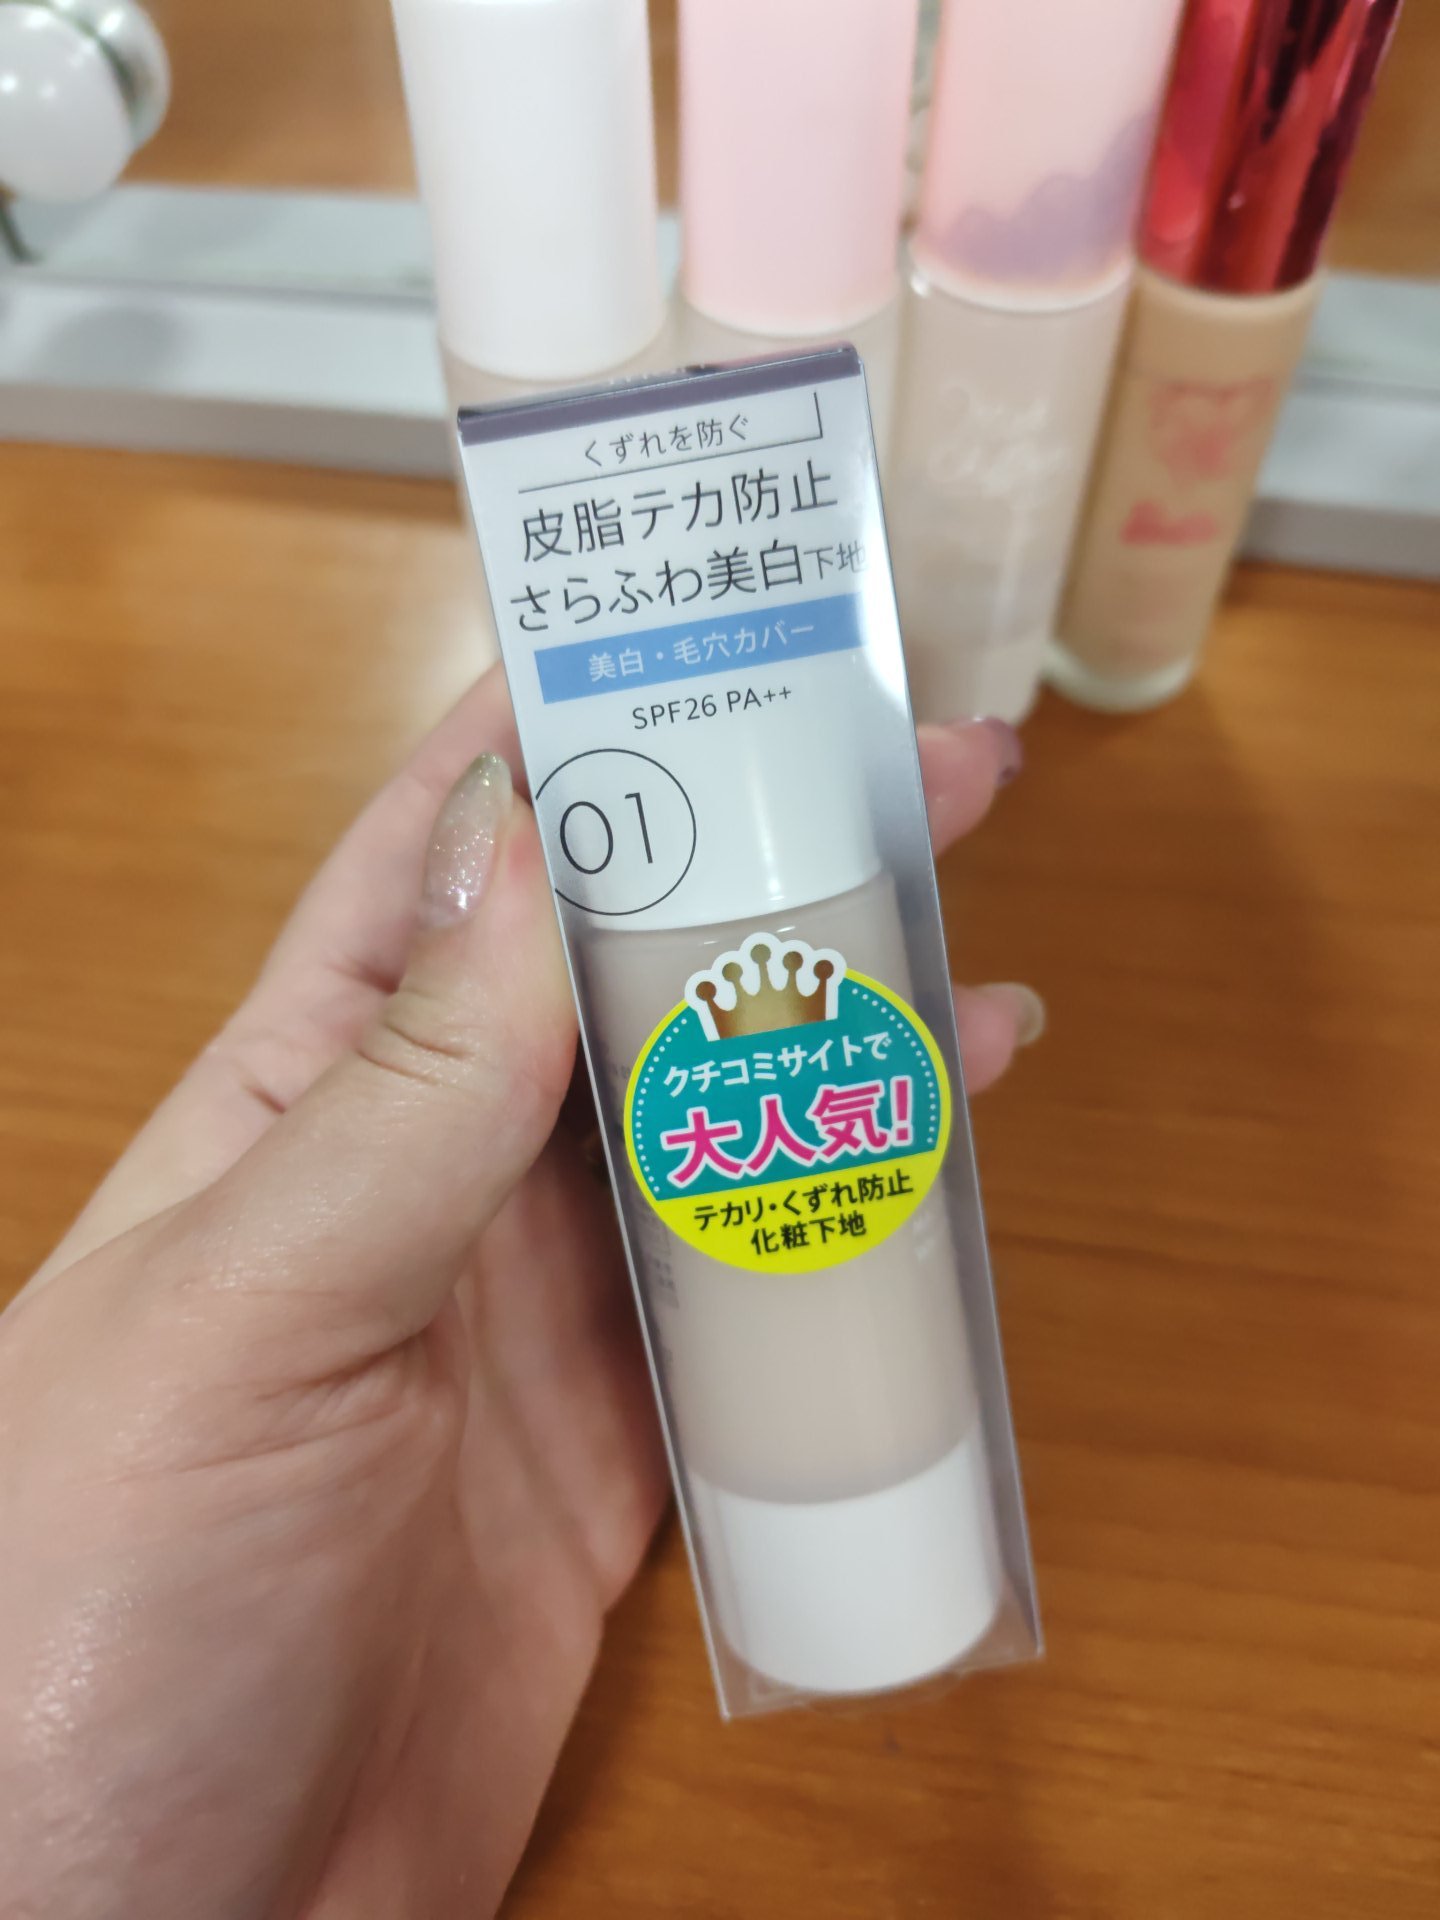 くずれを防ぐ
皮脂テカ防止
さらふわ美白下地
美白・毛穴カバー
SPF26 PA++
01
クチコミサイトで
大人気!
テカリ・くずれ防止
化粧下地